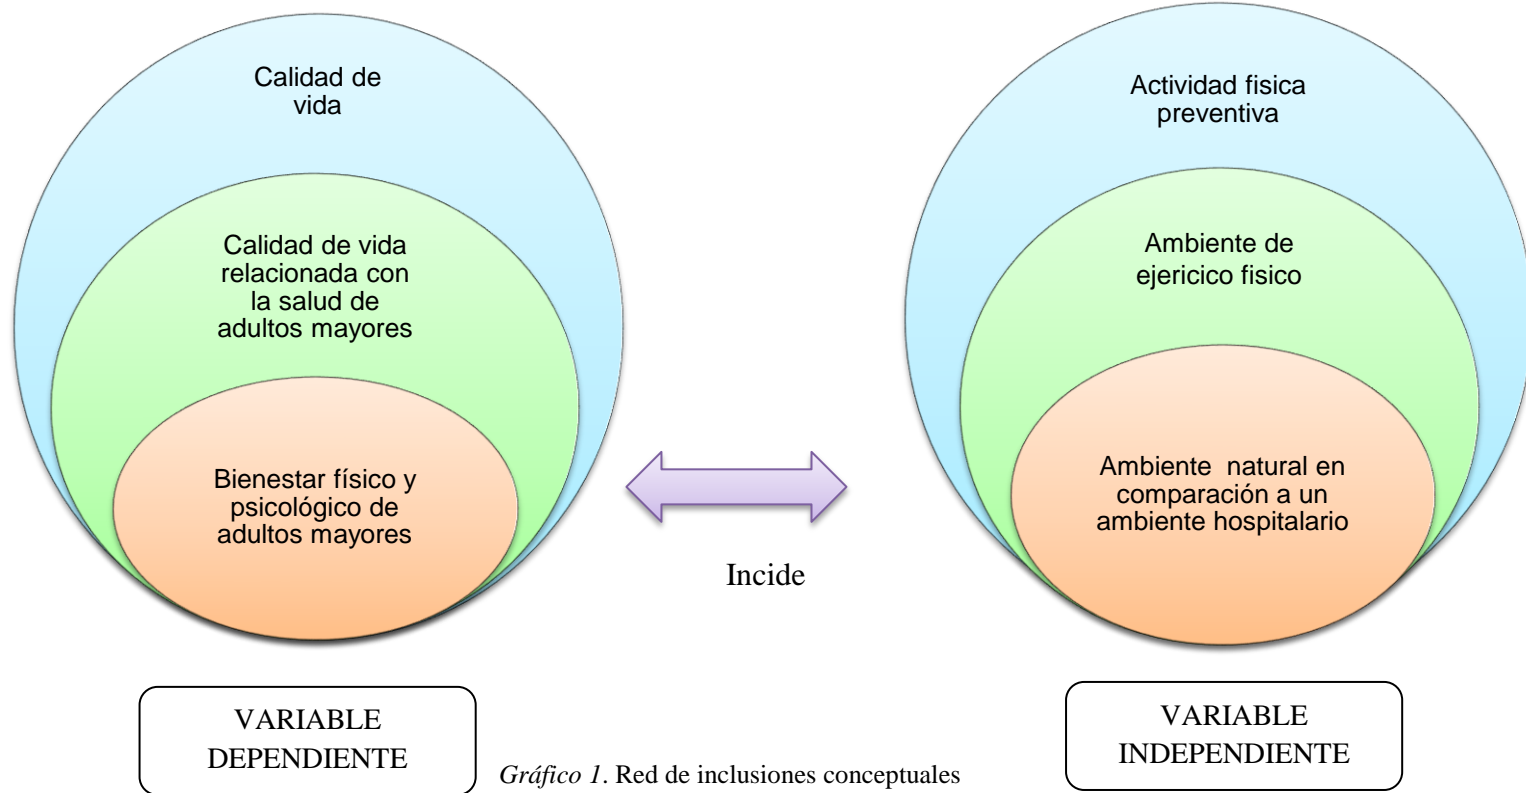 Calidad de
vida
Calidad de vida
relacionada con
la salud de
adultos mayores
Bienestar físico y
psicológico de
adultos mayores
Incide
Actividad fisica
preventiva
Ambiente de
ejericico fisico
Ambiente natural en
comparación a un
ambiente hospitalario
VARIABLE
DEPENDIENTE
VARIABLE
INDEPENDIENTE
Gráfico 1. Red de inclusiones conceptuales